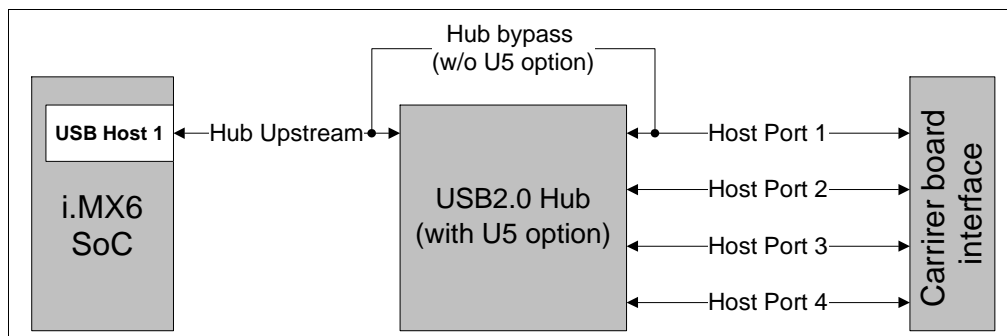 Hub bypass
(w/o U5 option)
USB Host 1
Hub Upstream
Host Port 1
i.MX6
SoC
USB2.0 Hub
(with U5 option)
Host Port 2
Host Port 3
Host Port 4
Carrirer board
interface